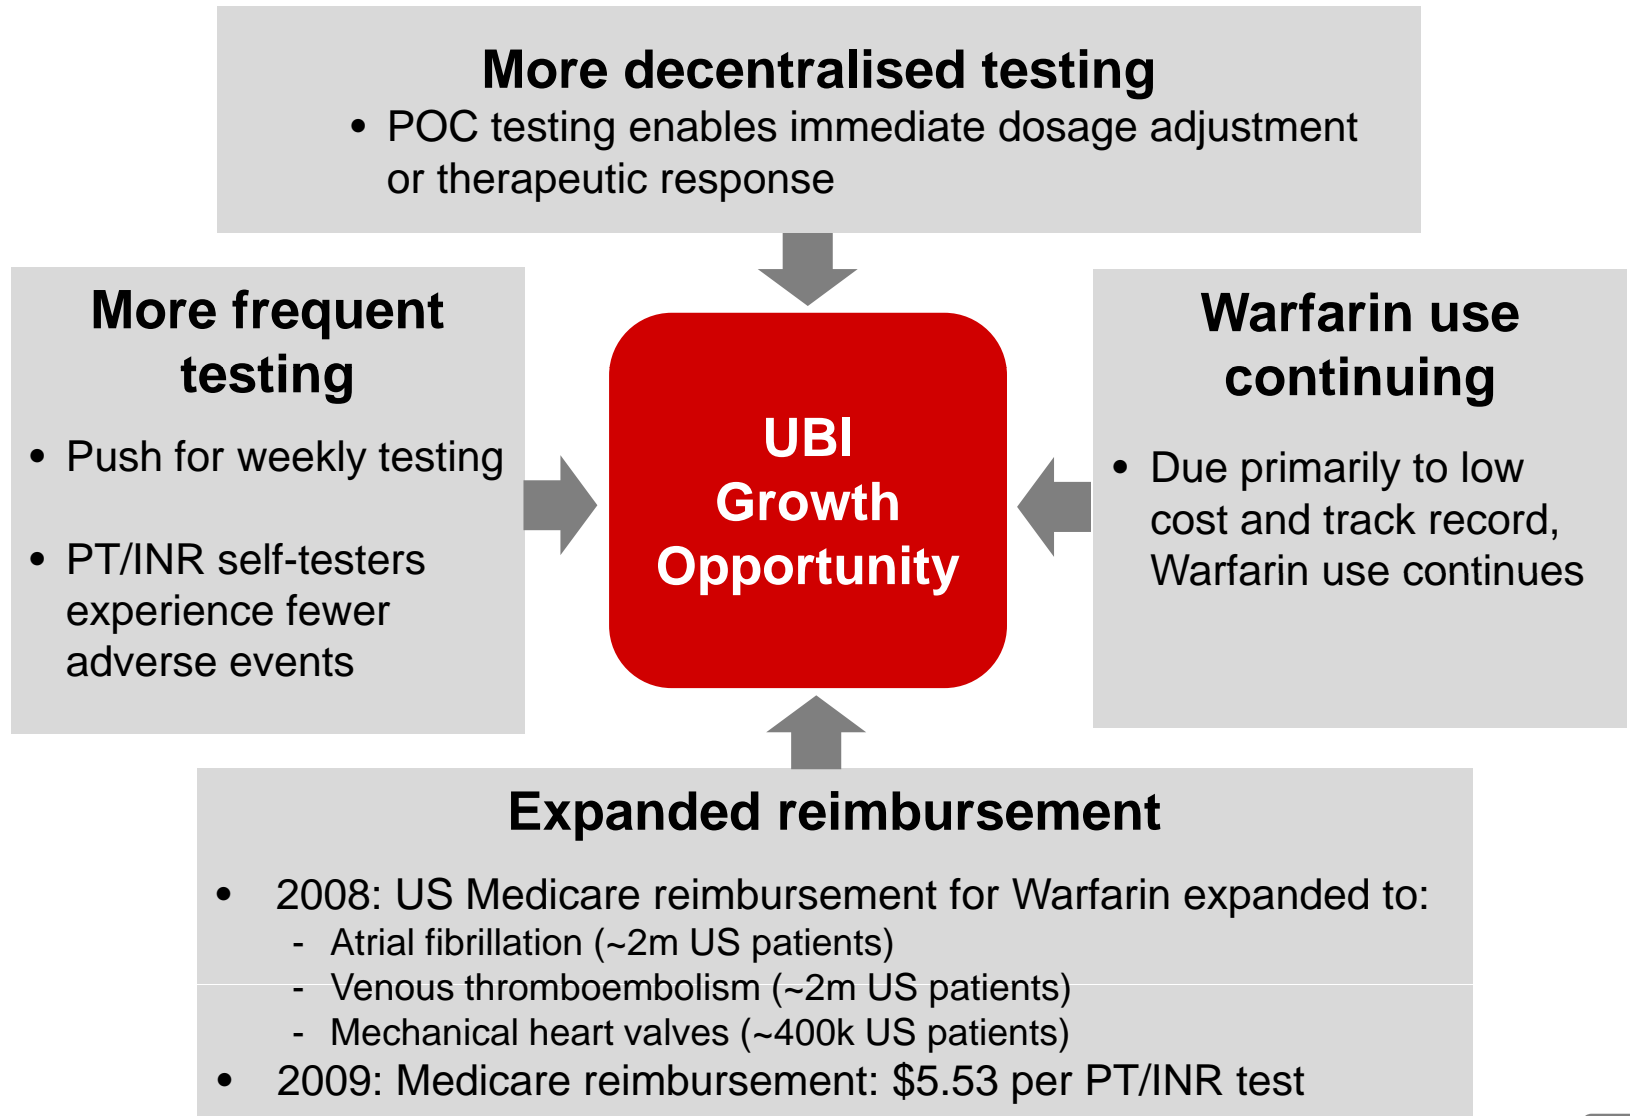 More decentralised testing
• POC testing enables immediate dosage adjustment
or therapeutic response
More frequent
testing
• Push for weekly testing
• PT/INR self-testers
experience fewer
adverse events
UBI
Growth
Opportunity
Warfarin use
continuing
• Due primarily to low
cost and track record,
Warfarin use continues
Expanded reimbursement
• 2008: US Medicare reimbursement for Warfarin expanded to:
- Atrial fibrillation (~2m US patients)
- Venous thromboembolism (~2m US patients)
- Mechanical heart valves (~400k US patients)
• 2009: Medicare reimbursement: $5.53 per PT/INR test